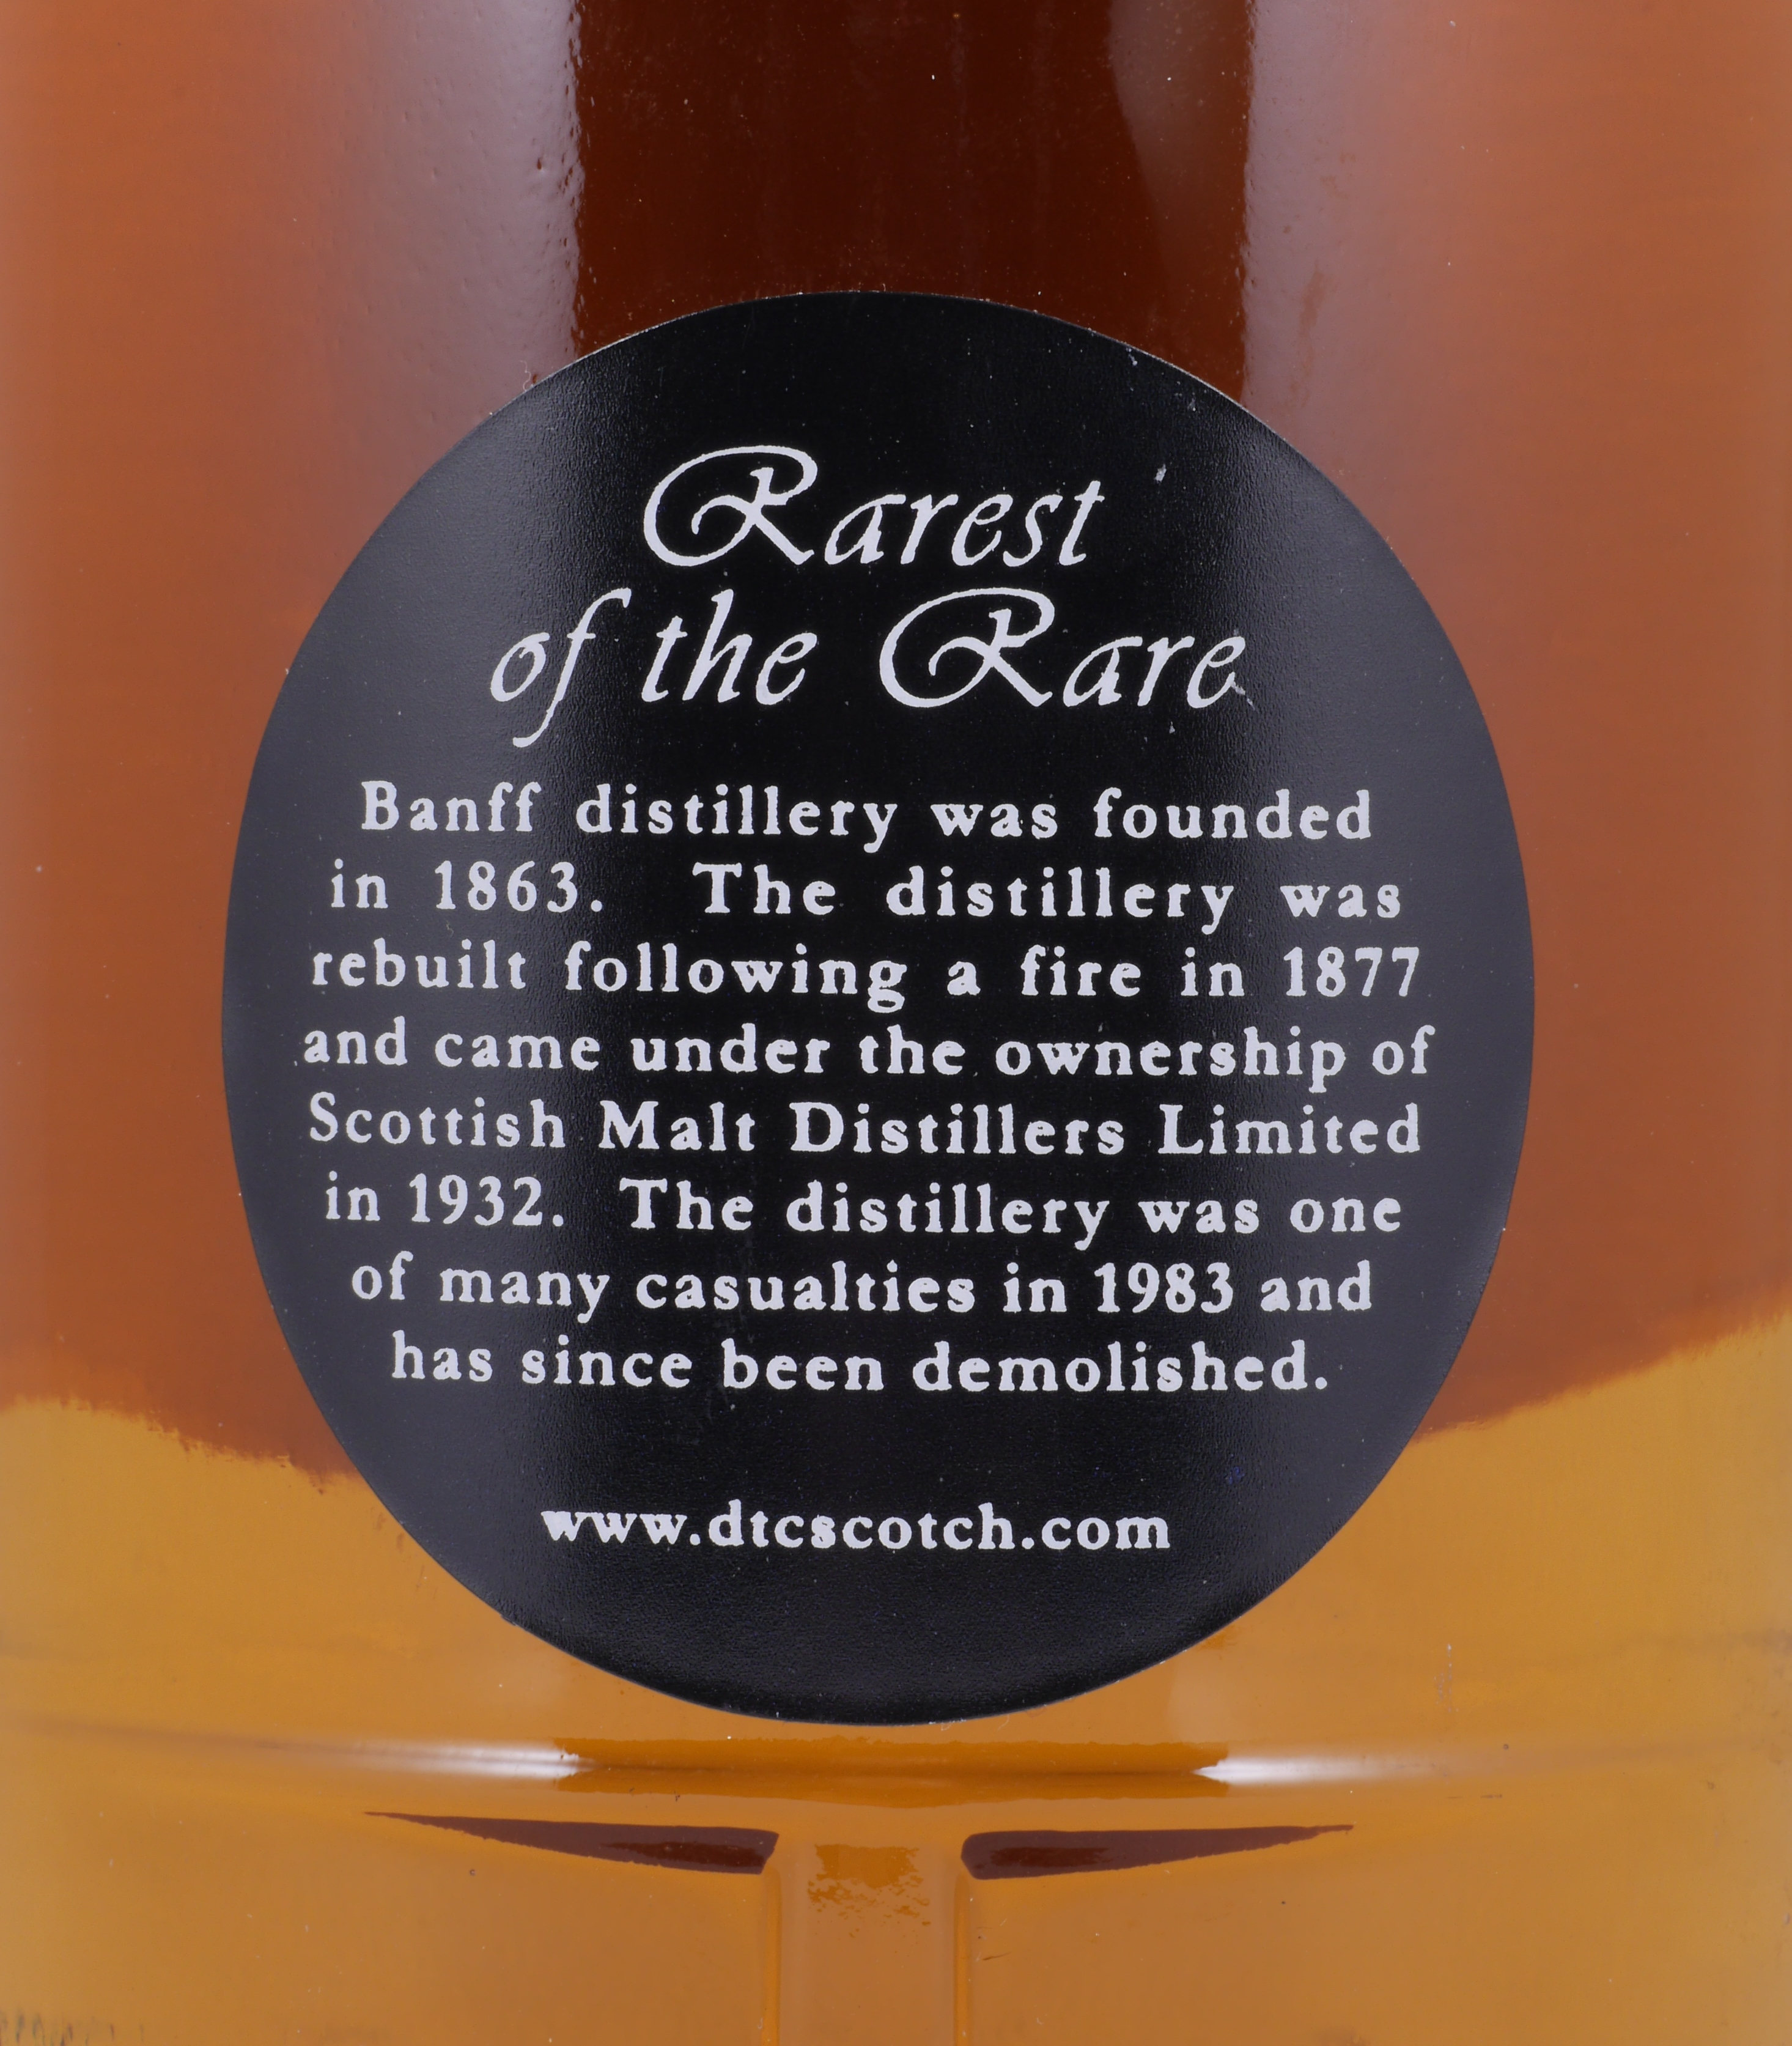 Rarest
of the Rare
Banff distillery was founded
in 1863. The distillery was
rebuilt following a fire in 1877
and came under the ownership of
Scottish Malt Distillers Limited
in 1932. The distillery was one
of many casualties in 1983 and
has since been demolished.
www.dtcscotch.com